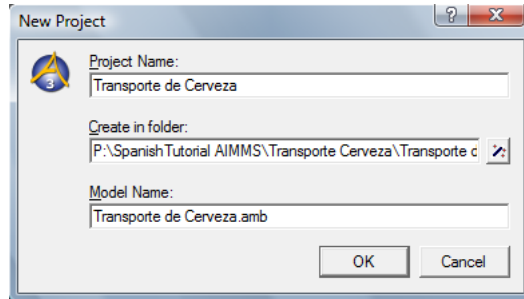 New Project
3
Project Name:
Transporte de Cerveza
Create in folder:
P:\SpanishTutorial AIMMS\Transporte Cerveza\Transporte c
Model Name:
Transporte de Cerveza.amb
OK Cancel